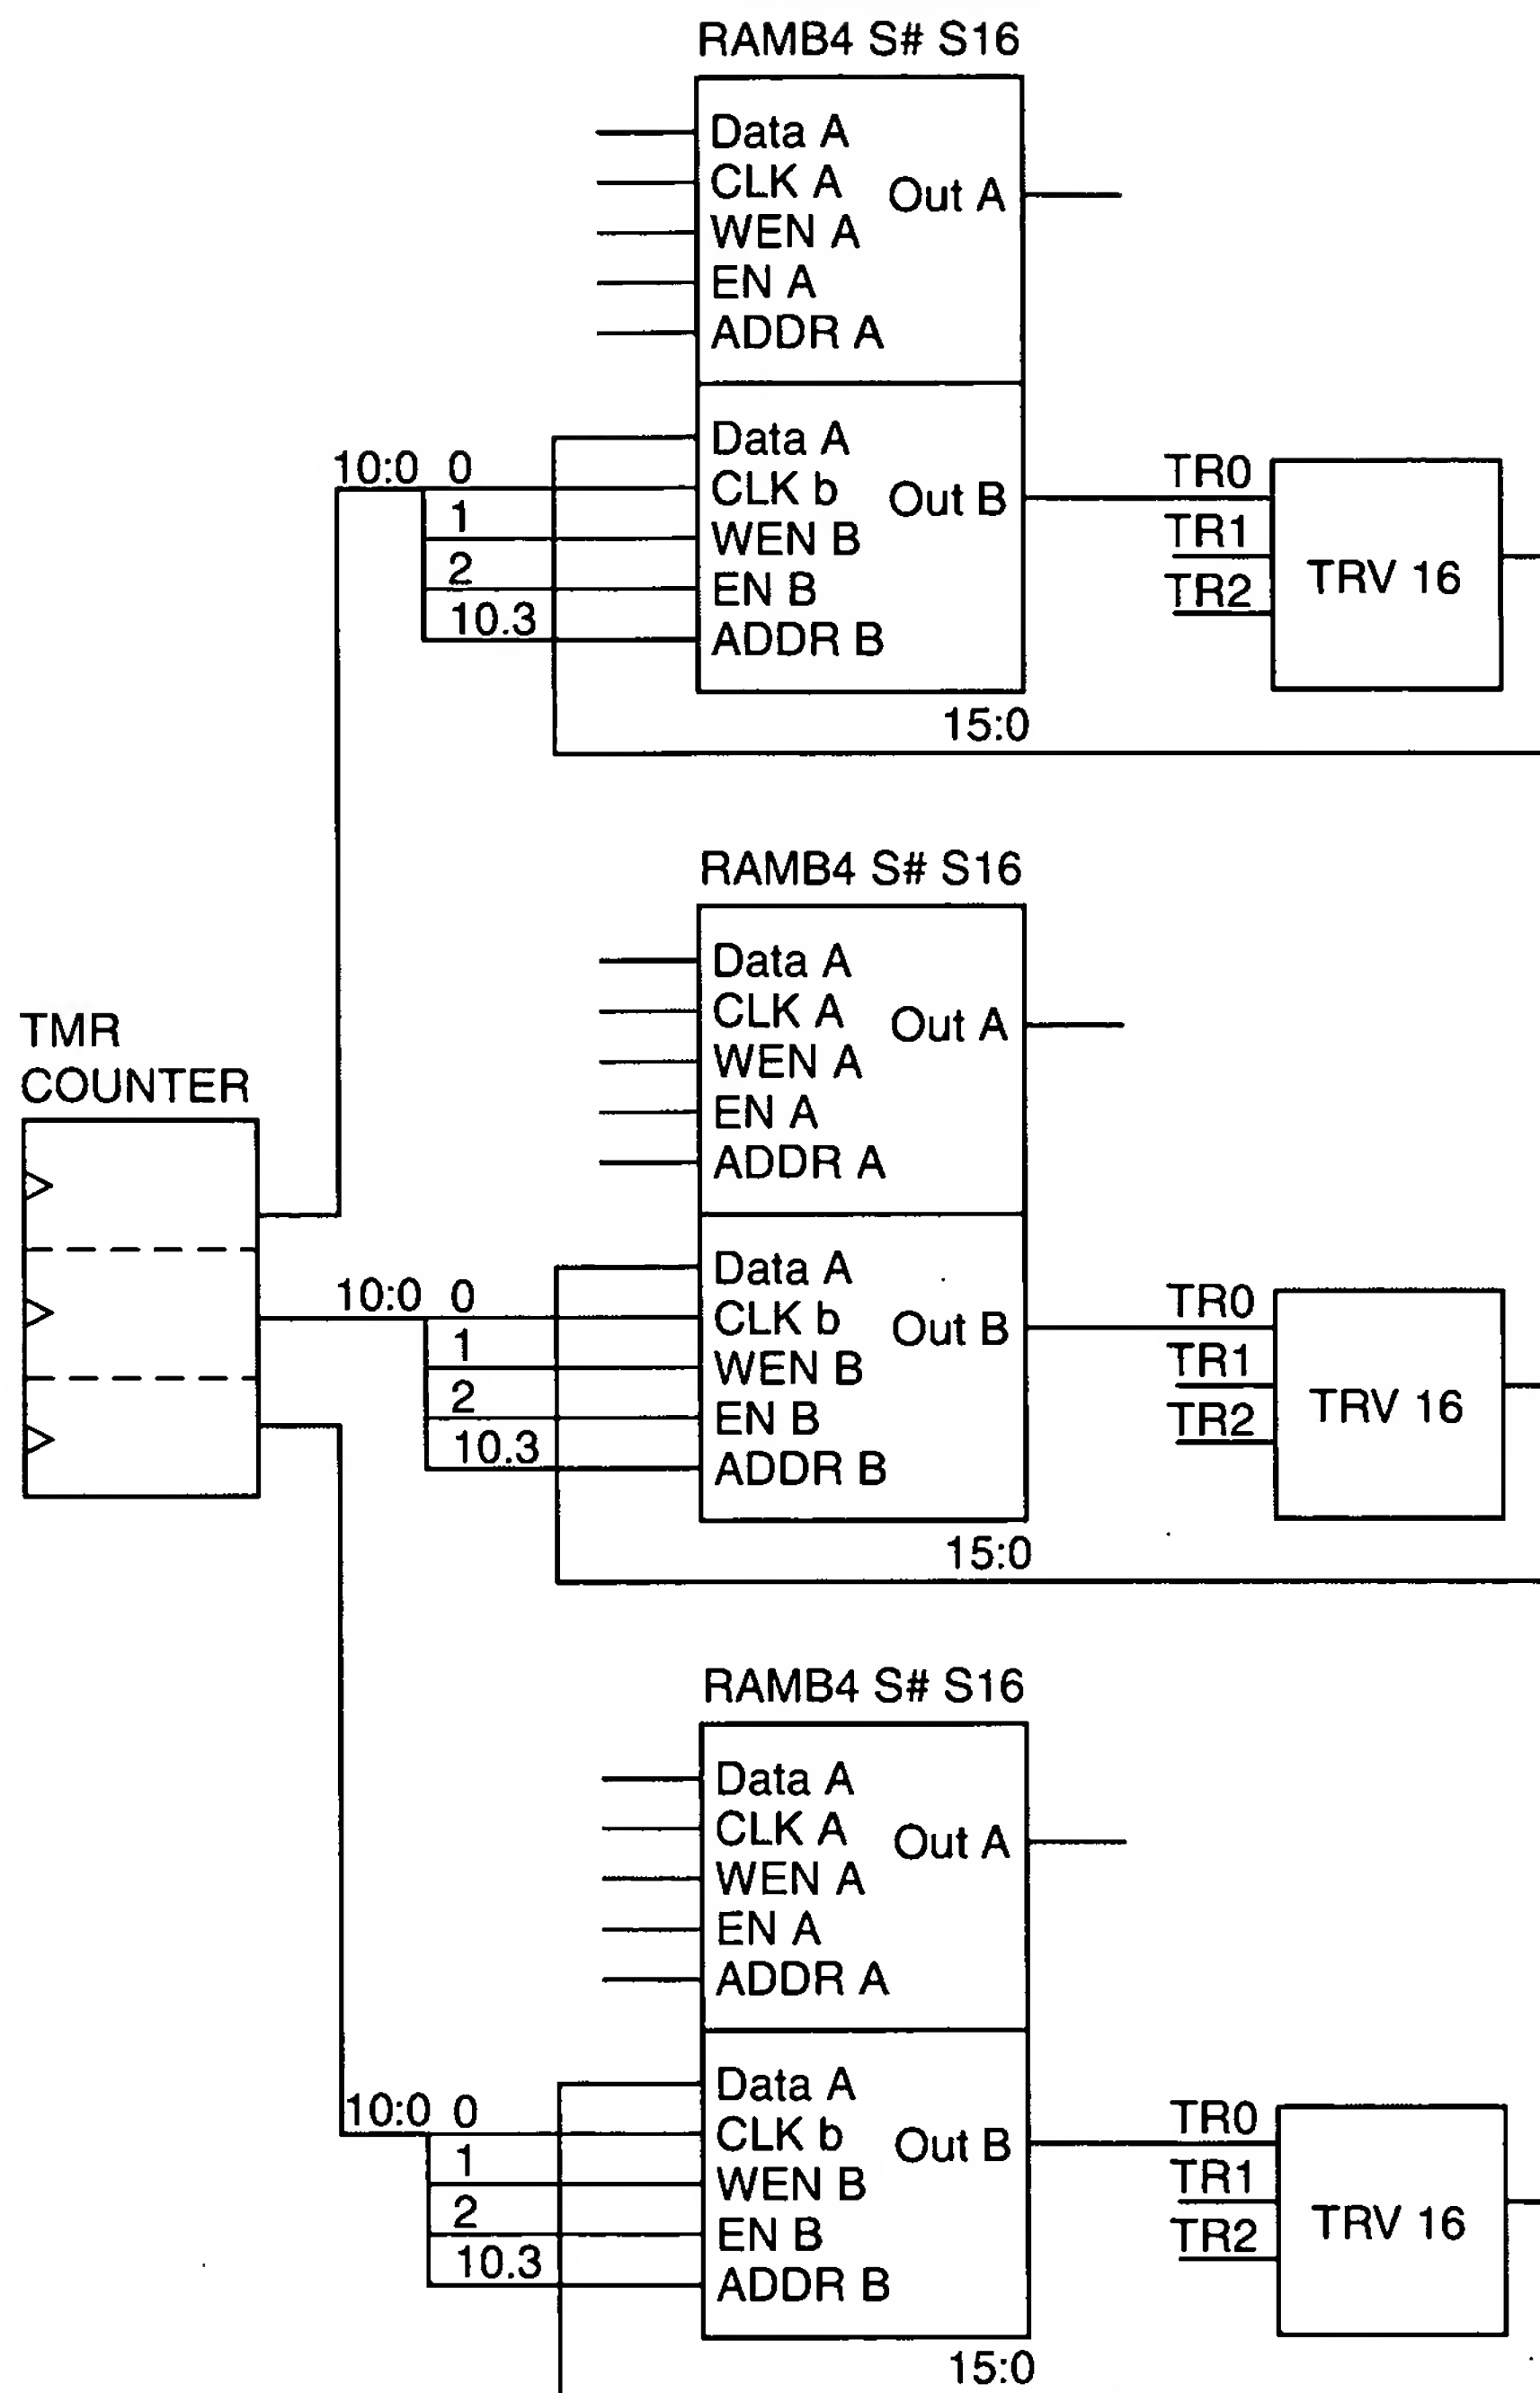 RAMB4 S# S16
Data A
CLK A
Out A
WEN A
EN A
ADDR A
Data A
10:0 0
CLK b
Out B
TR0
1
WEN B
TR1
2
EN B
TRV 16
TR2
10.3
ADDR B
15:0
RAMB4 S# S16
Data A
CLK A
Out A
WEN A
EN A
ADDR A
TMR
COUNTER
Data A
10:0 0
CLK b
Out B
TR0
1
WEN B
TR1
2
EN B
TRV 16
TR2
10.3
ADDR B
15:0
RAMB4 S# S16
Data A
CLK A
Out A
WEN A
EN A
ADDR A
Data A
10:0 0
CLK b
Out B
TR0
1
WEN B
TR1
2
EN B
TRV 16
TR2
10.3
ADDR B
15:0